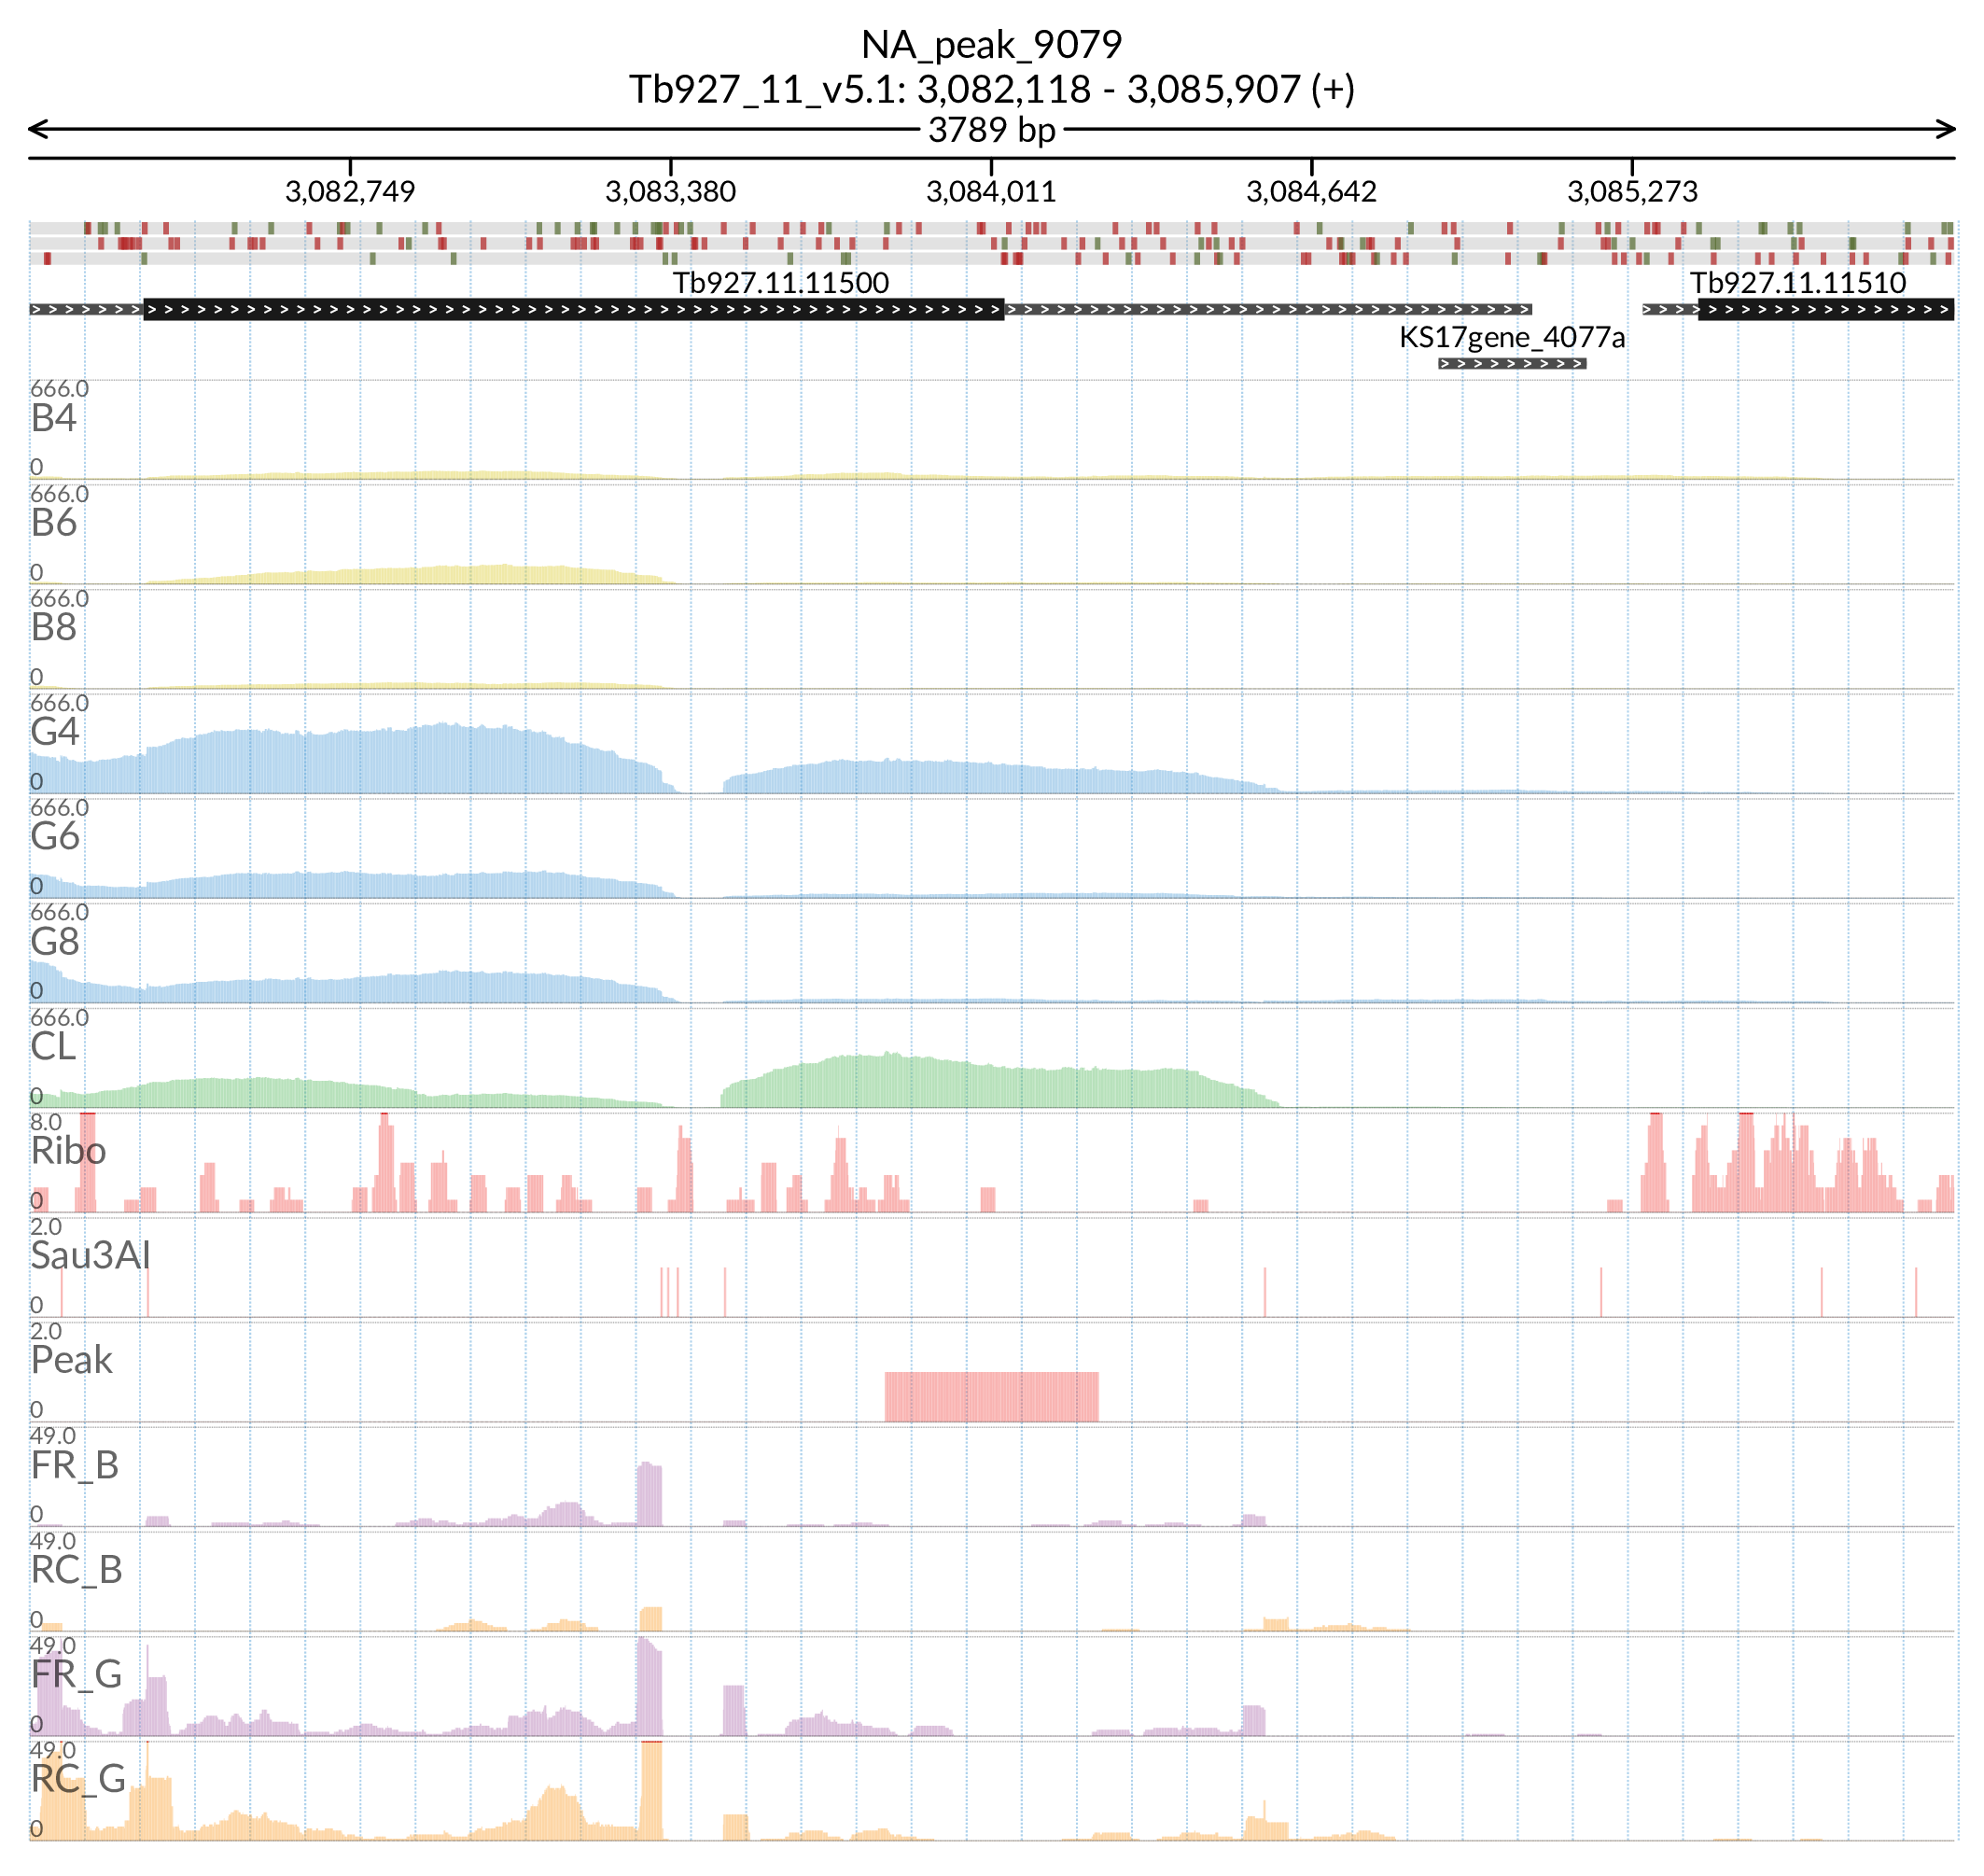 NA_peak_9079
Tb927_11_v5.1: 3,082,118 - 3,085,907 (+)
3789 bp
3,082,749 3,083,380 3,084,011 3,084,642 3,085,273
Tb927.11.11500 Tb927.11.11510
KS17gene_4077a
666.0
B4
0
666.0
B6
0
666.0
B8
0
666.0
G4
0
666.0
G6
0
666.0
G8
0
666.0
CL
0
8.0
Ribo
0
2.0
Sau3AI
0
2.0
Peak
0
49.0
FR_B
0
49.0
RC_B
0
49.0
FR_G
0
49.0
RC_G
0